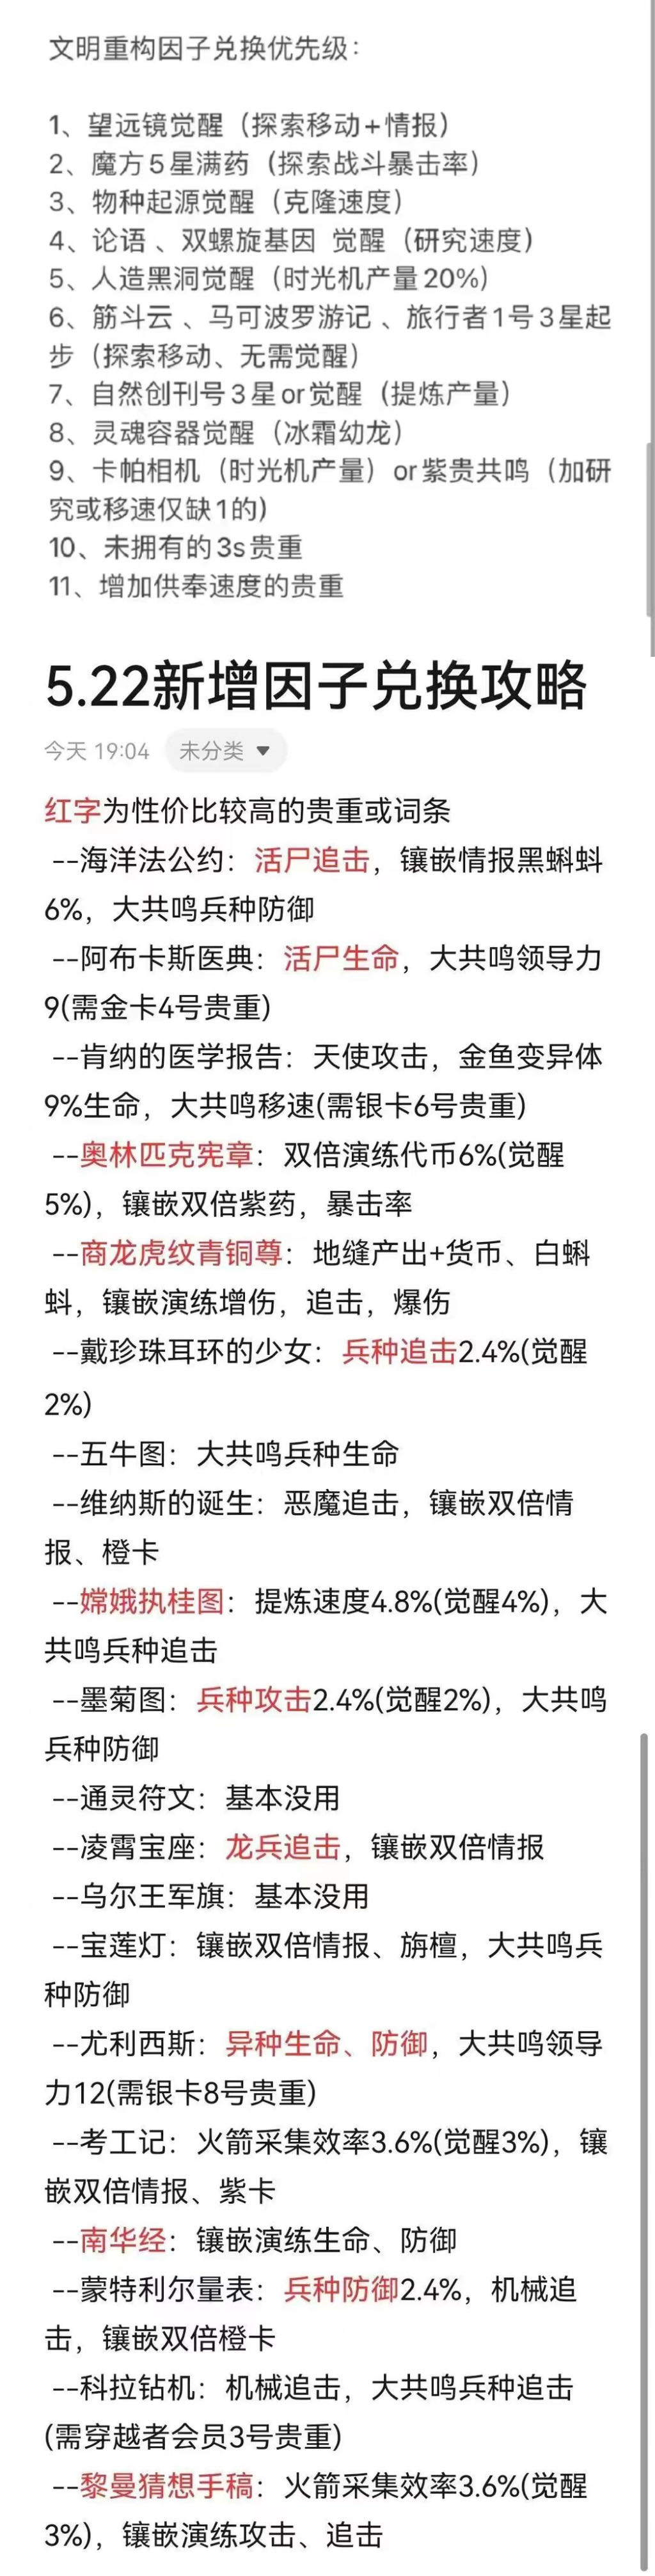 文明重构因子兑换优先级：
1、望远镜觉醒（探索移动+情报）
2、魔方5星满药（探索战斗暴击率）
3、物种起源觉醒（克隆速度）
4、论语 、双螺旋基因 觉醒（研究速度）
5、人造黑洞觉醒（时光机产量20%）
6、筋斗云 、马可波罗游记 、旅行者1号3星起
步（探索移动、无需觉醒）
7、自然创刊号3星or觉醒（提炼产量）
8、灵魂容器觉醒（冰霜幼龙）
9、卡帕相机（时光机产量）or紫贵共鸣（加研
究或移速仅缺1的)
10、未拥有的3s贵重
11、增加供奉速度的贵重
5.22新增因子兑换攻略
今天 19:04 未分类
红字为性价比较高的贵重或词条
--海洋法公约：活尸追击，镶嵌情报黑蝌蚪
6%，大共鸣兵种防御
--阿布卡斯医典：活尸生命，大共鸣领导力
9(需金卡4号贵重)
--肯纳的医学报告：天使攻击，金鱼变异体
9%生命，大共鸣移速(需银卡6号贵重)
--奥林匹克宪章：双倍演练代币6%(觉醒
5%)，镶嵌双倍紫药，暴击率
--商龙虎纹青铜尊：地缝产出+货币、白蝌
蚪，镶嵌演练增伤，追击，爆伤
--戴珍珠耳环的少女：兵种追击2.4%(觉醒
2%)
--五牛图：大共鸣兵种生命
--维纳斯的诞生：恶魔追击，镶嵌双倍情
报、橙卡
--嫦娥执桂图：提炼速度4.8%(觉醒4%)，大
共鸣兵种追击
--墨菊图：兵种攻击2.4%(觉醒2%)，大共鸣
兵种防御
--通灵符文：基本没用
--凌霄宝座：龙兵追击，镶嵌双倍情报
--乌尔王军旗：基本没用
--宝莲灯：镶嵌双倍情报、旃檀，大共鸣兵
种防御
--尤利西斯：异种生命、防御，大共鸣领导
力12(需银卡8号贵重)
--考工记：火箭采集效率3.6%(觉醒3%)，镶
嵌双倍情报、紫卡
--南华经：镶嵌演练生命、防御
--蒙特利尔量表：兵种防御2.4%，机械追
击，镶嵌双倍橙卡
--科拉钻机：机械追击，大共鸣兵种追击
(需穿越者会员3号贵重)
--黎曼猜想手稿：火箭采集效率3.6%(觉醒
3%)，镶嵌演练攻击、追击